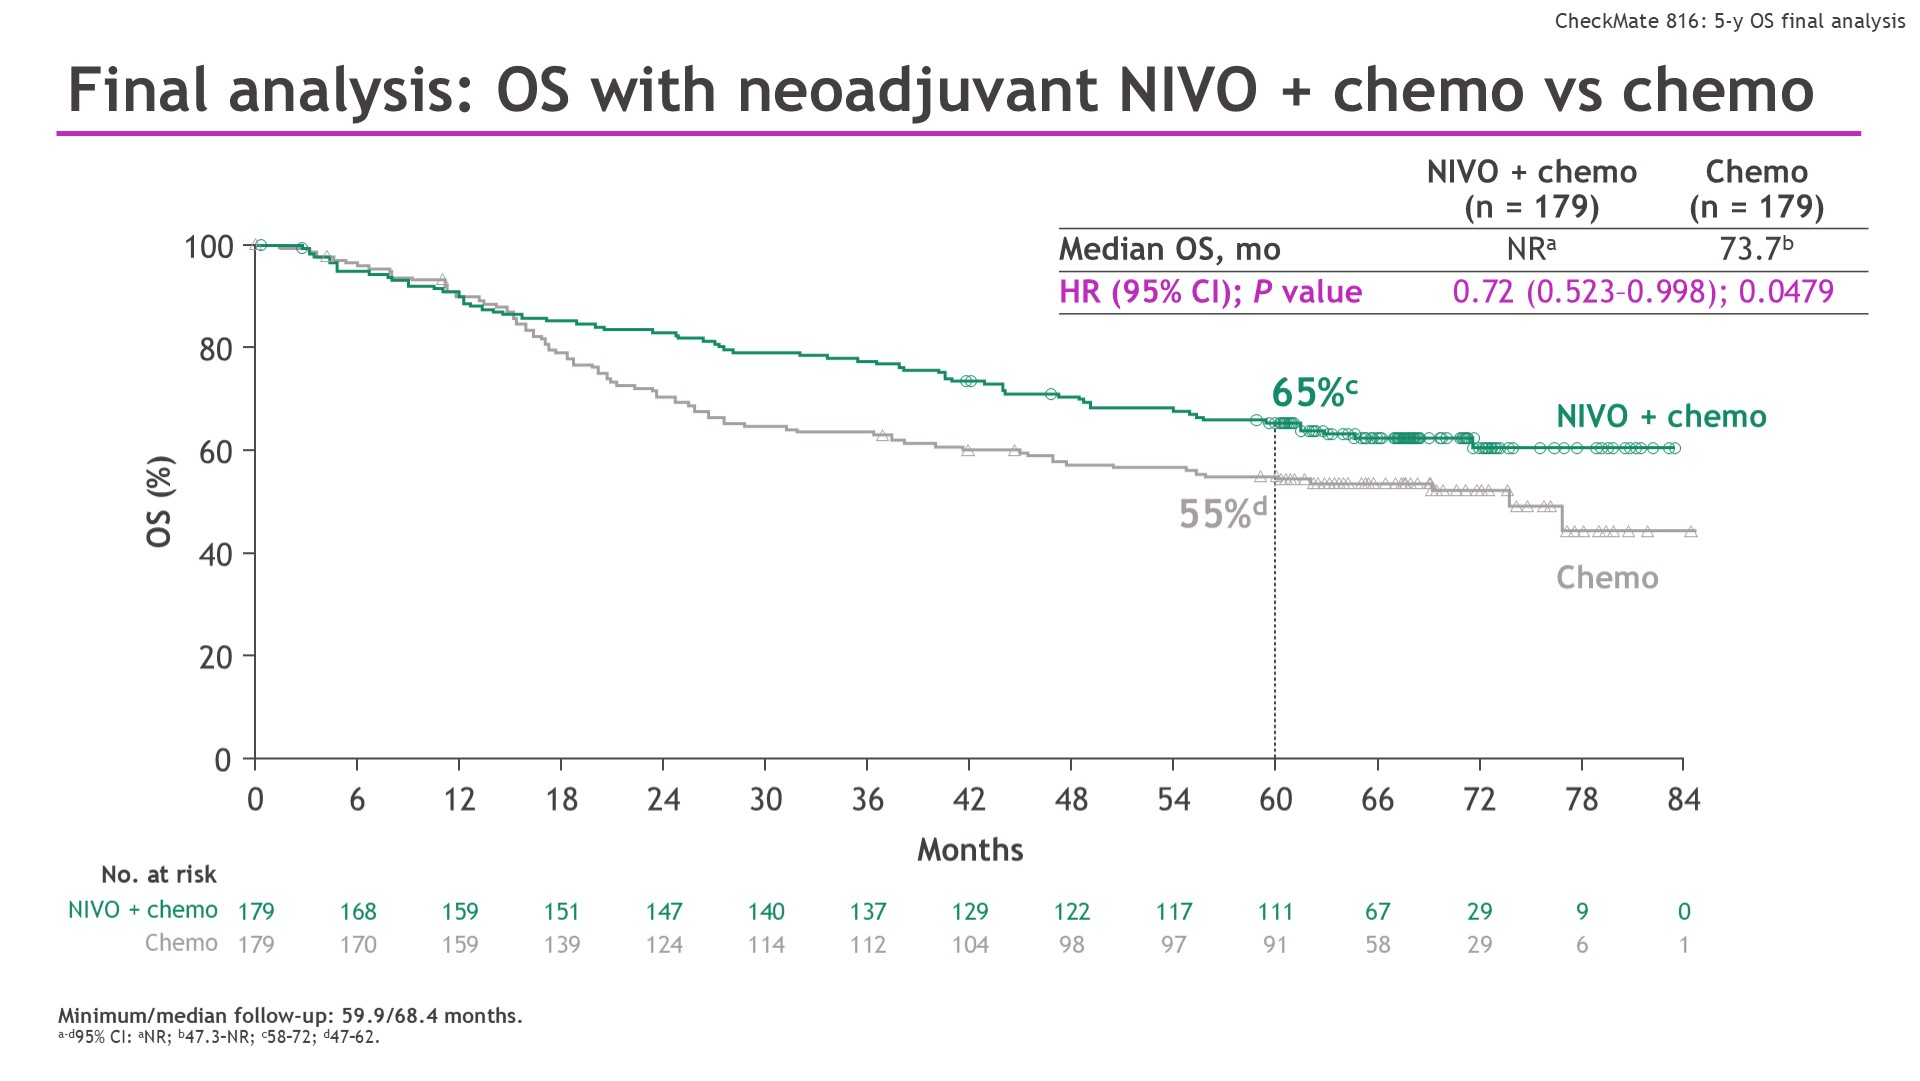 CheckMate 816: 5-y OS final analysis
Final analysis: OS with neoadjuvant NIVO + chemo vs chemo
NIVO + chemo Chemo
(n = 179) (n = 179)
Median OS, mo NRᵃ 73.7ᵇ
HR (95% CI); P value 0.72 (0.523–0.998); 0.0479
100
80
60
40
20
0
OS (%)
65%ᶜ
NIVO + chemo
55%ᵈ
Chemo
0 6 12 18 24 30 36 42 48 54 60 66 72 78 84
Months
No. at risk
NIVO + chemo 179 168 159 151 147 140 137 129 122 117 111 67 29 9 0
Chemo 179 170 159 139 124 114 112 104 98 97 91 58 29 6 1
Minimum/median follow-up: 59.9/68.4 months.
ᵃ⁻ᵈ95% CI: ᵃNR; ᵇ47.3–NR; ᶜ58–72; ᵈ47–62.